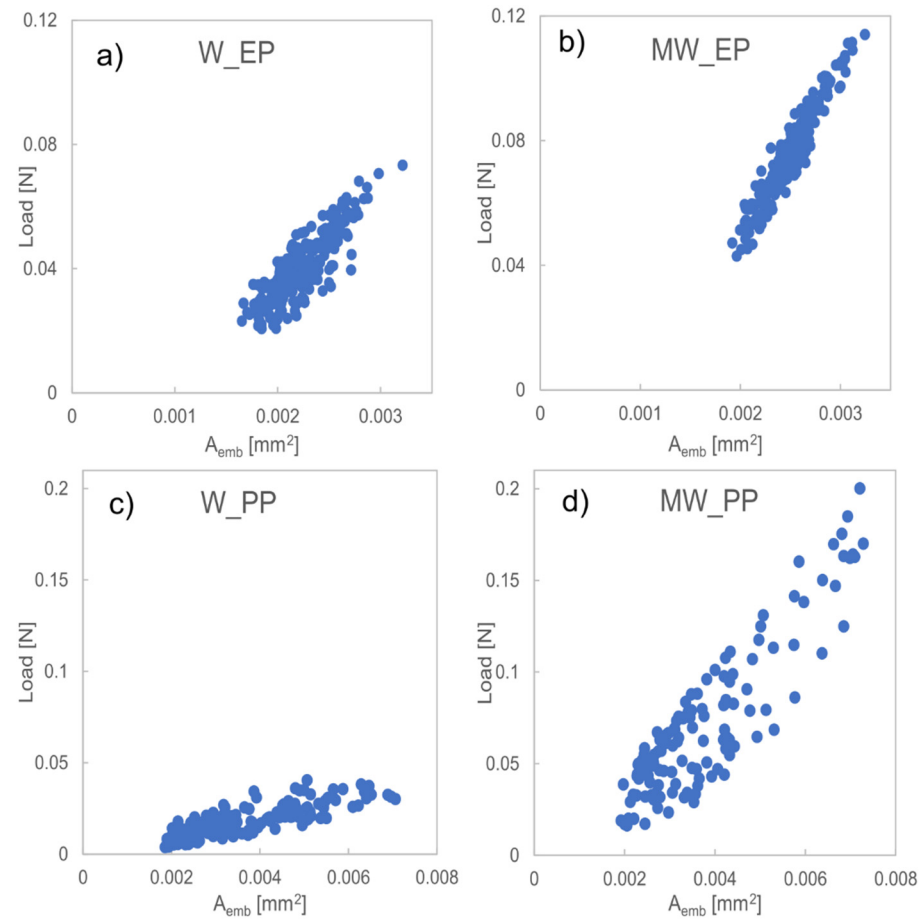 a) W_EP
0.12
0.08
0.04
0
Load [N]
0 0.001 0.002 0.003
Aemb [mm²]
b) MW_EP
0.12
0.08
0.04
0
Load [N]
0 0.001 0.002 0.003
Aemb [mm²]
c) W_PP
0.2
0.15
0.1
0.05
0
Load [N]
0 0.002 0.004 0.006 0.008
Aemb [mm²]
d) MW_PP
0.2
0.15
0.1
0.05
0
Load [N]
0 0.002 0.004 0.006 0.008
Aemb [mm²]